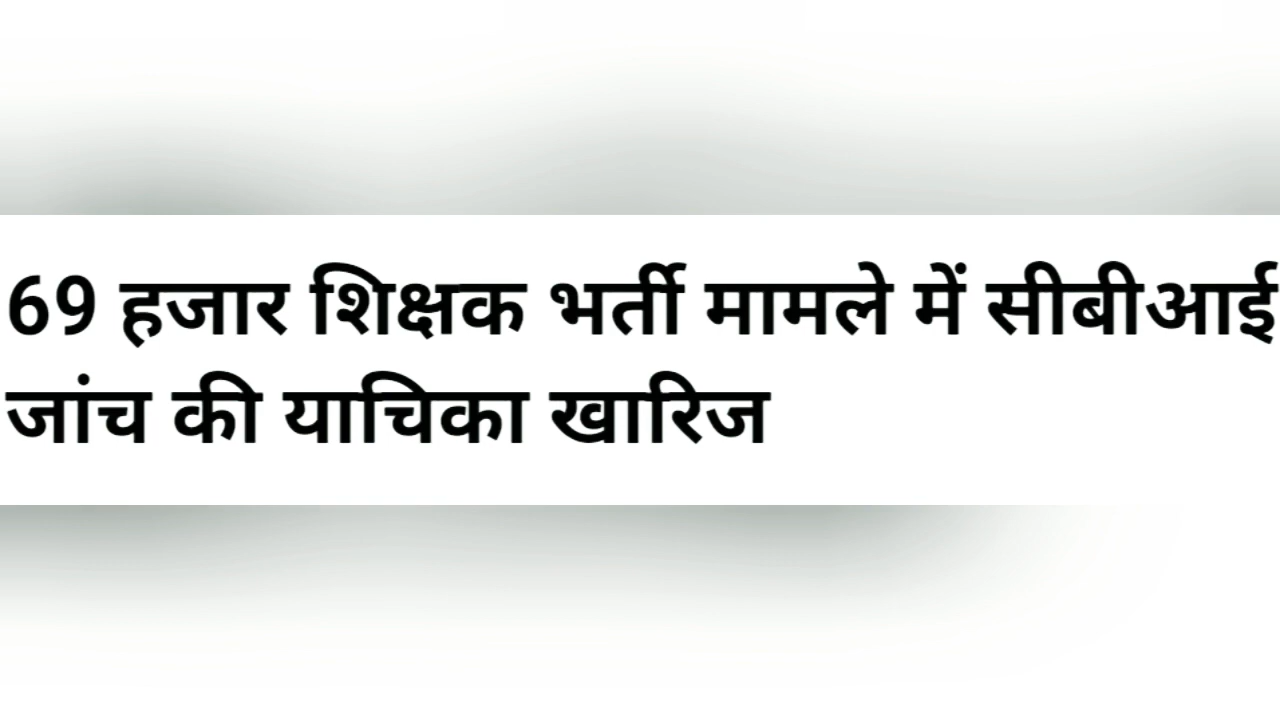 69 हजार शिक्षक भर्ती मामले में सीबीआई
जांच की याचिका खारिज